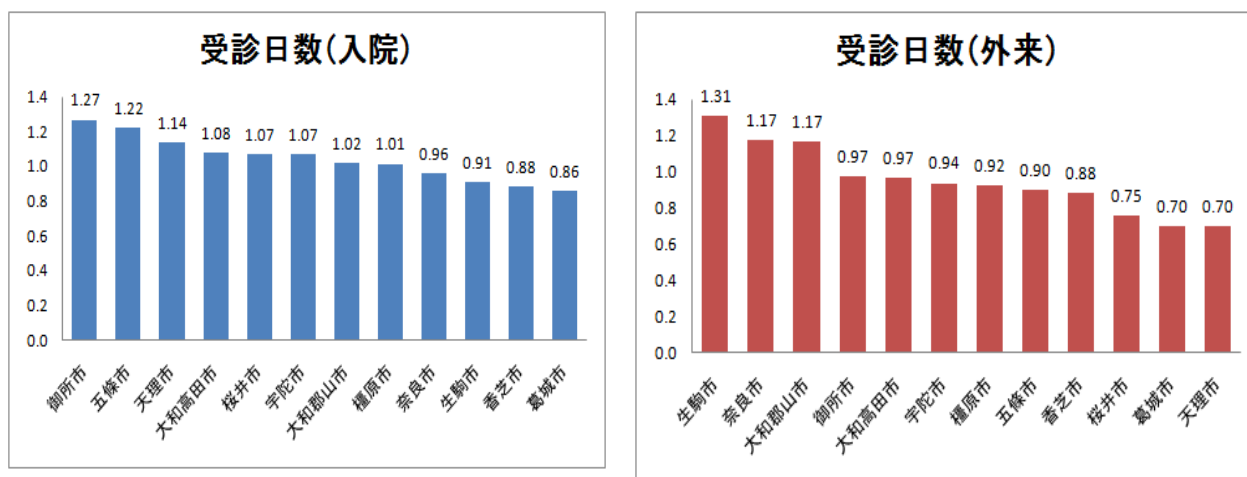 受診日数(入院)
1.4
1.2
1.0
0.8
0.6
0.4
0.2
0.0
1.27
1.22
1.14
1.08
1.07
1.07
1.02
1.01
0.96
0.91
0.88
0.86
御所市
五條市
天理市
大和高田市
桜井市
宇陀市
大和郡山市
橿原市
奈良市
生駒市
香芝市
葛城市
受診日数(外来)
1.4
1.2
1.0
0.8
0.6
0.4
0.2
0.0
1.31
1.17
1.17
0.97
0.97
0.94
0.92
0.90
0.88
0.75
0.70
0.70
生駒市
奈良市
大和郡山市
御所市
大和高田市
宇陀市
橿原市
五條市
香芝市
桜井市
葛城市
天理市